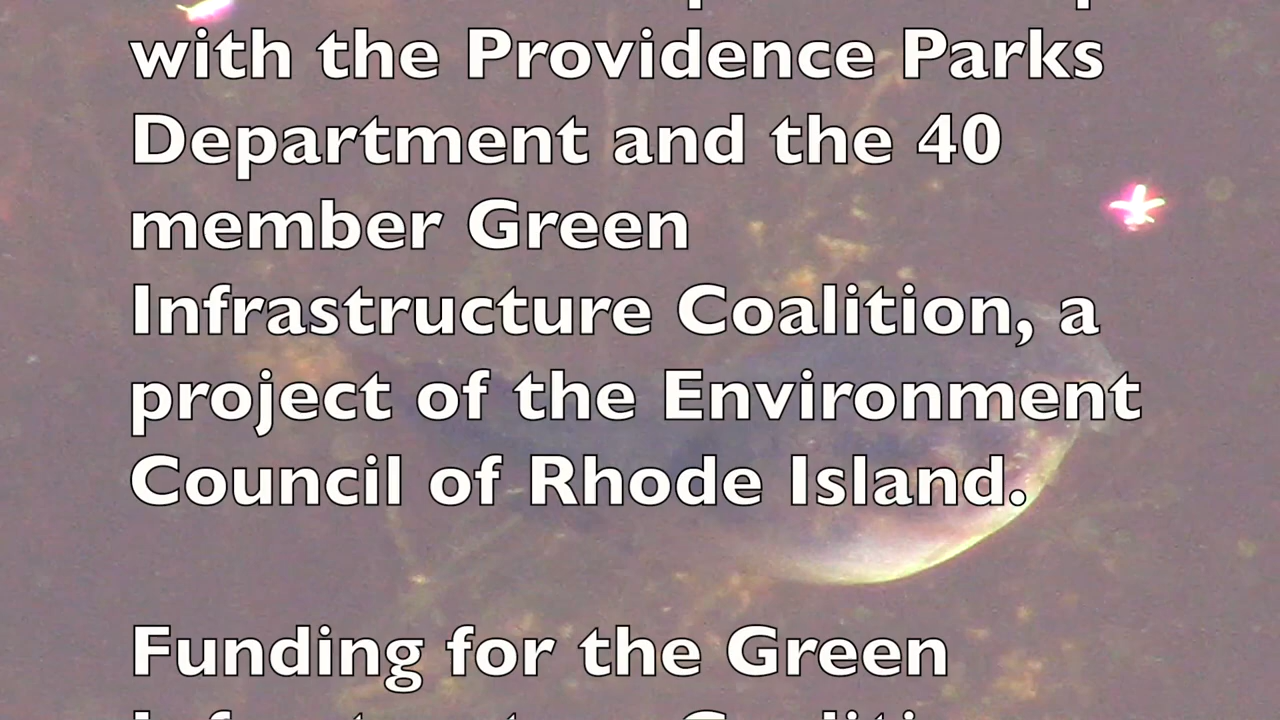 with the Providence Parks
Department and the 40
member Green
Infrastructure Coalition, a
project of the Environment
Council of Rhode Island.
Funding for the Green